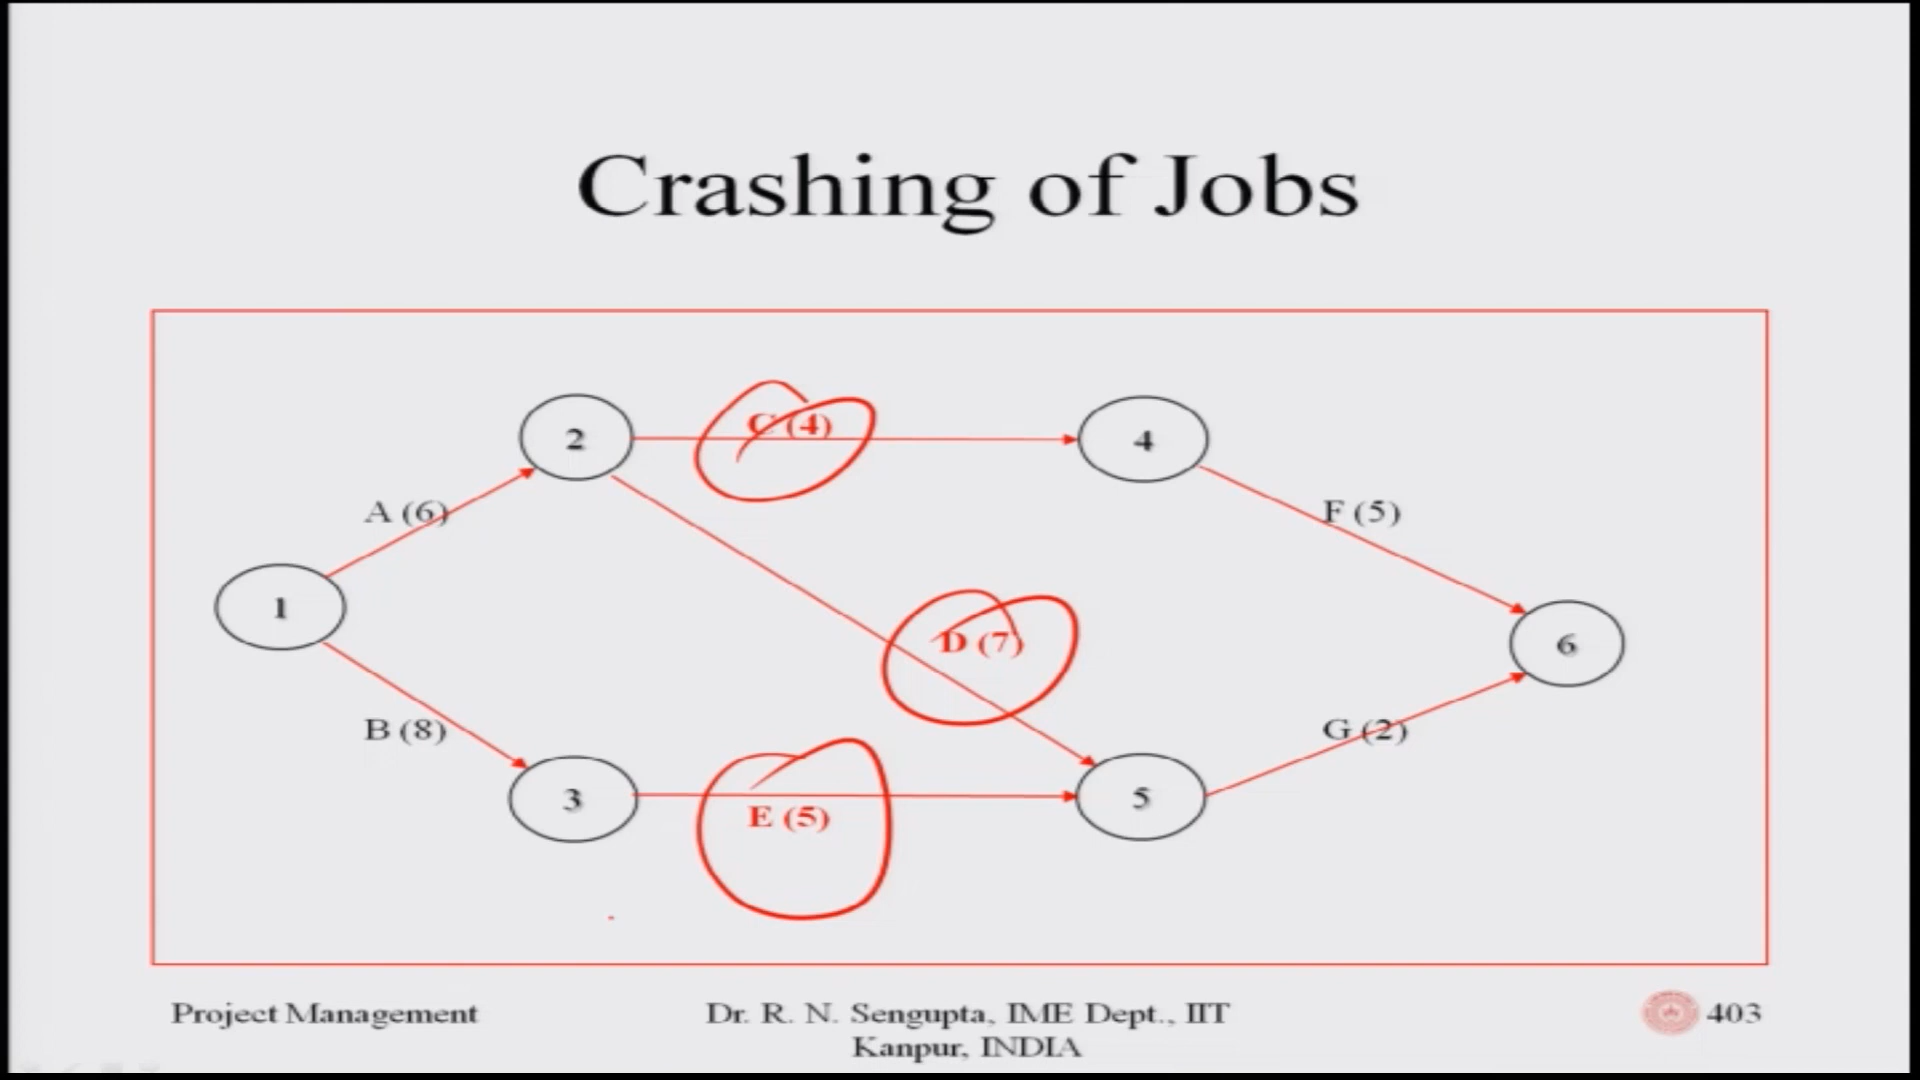 Crashing of Jobs
2
C (4)
4
A (6)
F (5)
1
D (7)
6
B (8)
G (2)
3
E (5)
5
Project Management
Dr. R. N. Sengupta, IME Dept., IIT
Kanpur, INDIA
403